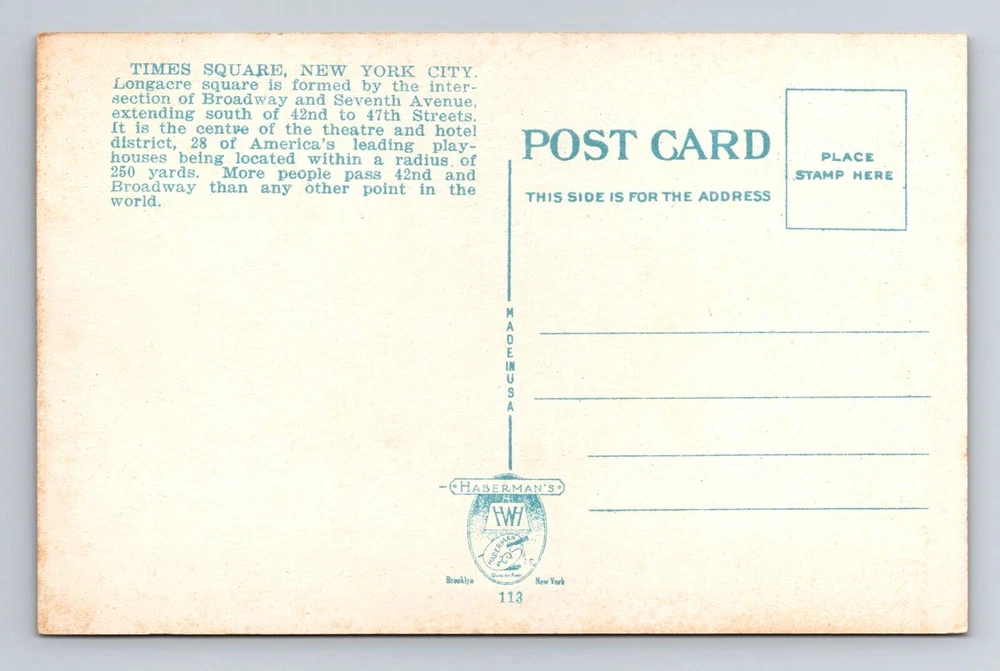 TIMES SQUARE, NEW YORK CITY.
Longacre square is formed by the inter-
section of Broadway and Seventh Avenue,
extending south of 42nd to 47th Streets.
It is the centre of the theatre and hotel
district, 28 of America's leading play-
houses being located within a radius of
250 yards. More people pass 42nd and
Broadway than any other point in the
world.
POST CARD
THIS SIDE IS FOR THE ADDRESS
PLACE
STAMP HERE
MADE IN USA
HABERMAN'S
HWH
HABERMAN
Brooklyn New York
113